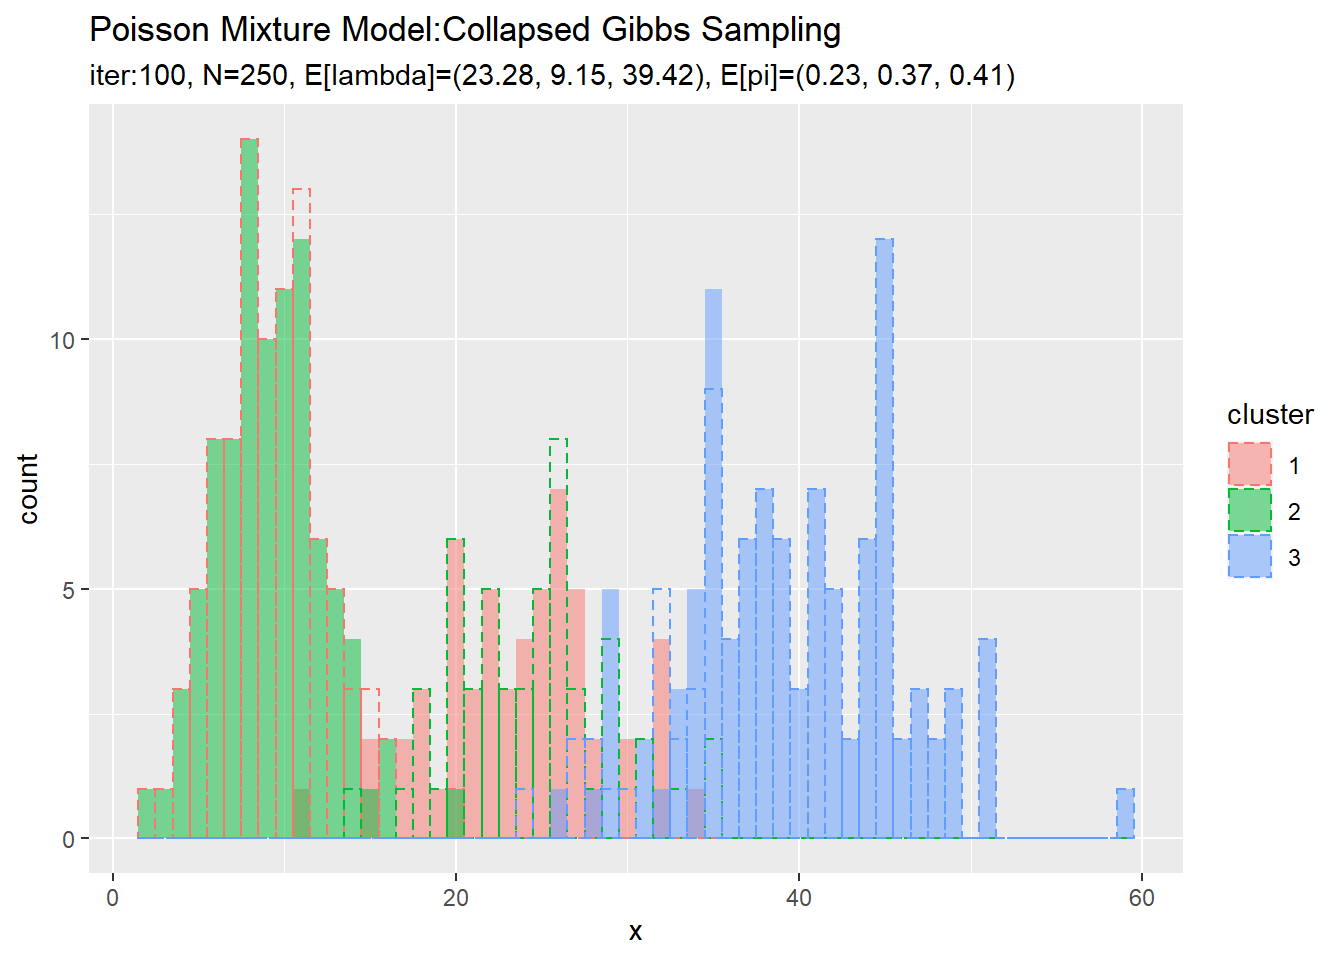 Poisson Mixture Model:Collapsed Gibbs Sampling
iter:100, N=250, E[lambda]=(23.28, 9.15, 39.42), E[pi]=(0.23, 0.37, 0.41)
count
10
5
0
0
20
40
60
x
cluster
1
2
3